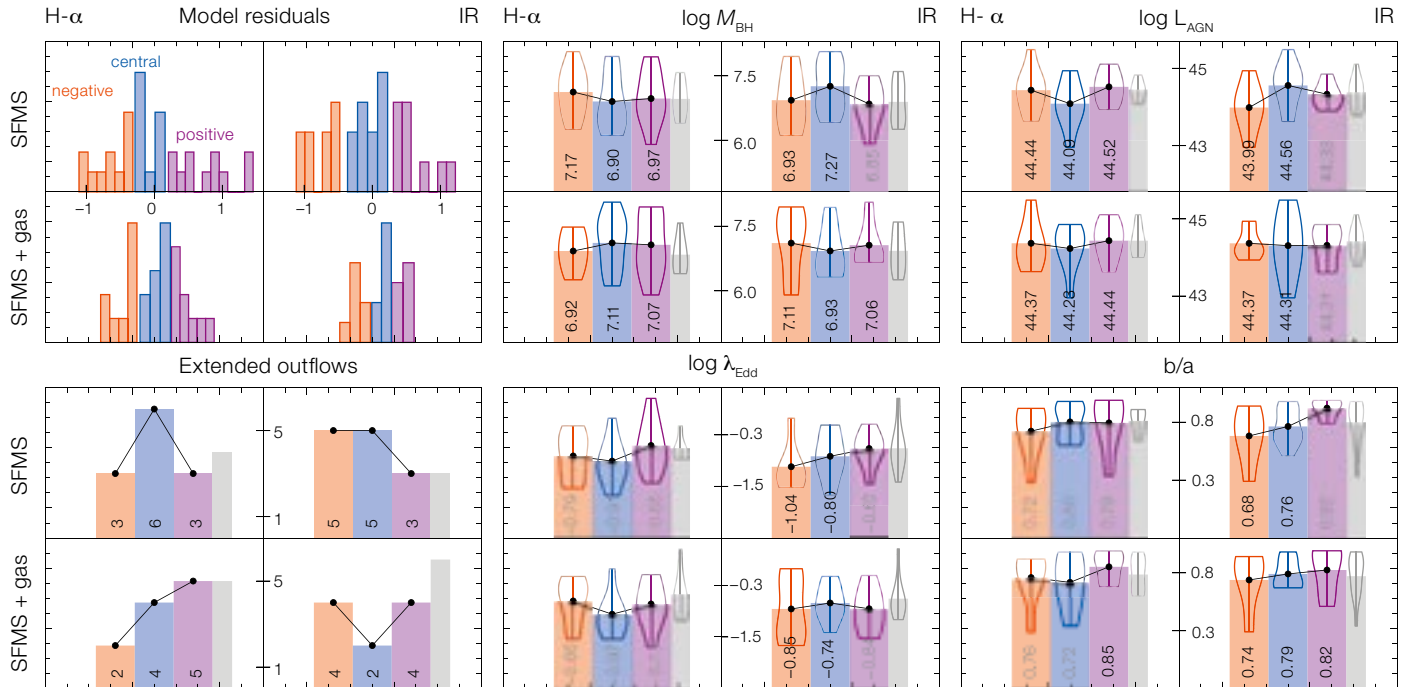 H-α Model residuals IR
H-α log M_BH IR
H- α log L_AGN IR
SFMS
negative
central
positive
−1 0 1
−1 0 1
7.17 6.90 6.97
7.5
6.0
6.93 7.27
44.44 44.09 44.52
45
43
43.99 44.56
SFMS + gas
6.92 7.11 7.07
7.5
6.0
7.11 6.93 7.06
44.37 44.23 44.44
45
43
44.37
Extended outflows
log λ_Edd
b/a
SFMS
3 6 3
5
1
5 5 3
−0.3
−1.5
−1.04 −0.80
0.8
0.3
0.68 0.76
SFMS + gas
2 4 5
5
1
4 2 4
−0.3
−1.5
−0.74
0.85
0.8
0.3
0.74 0.79 0.82